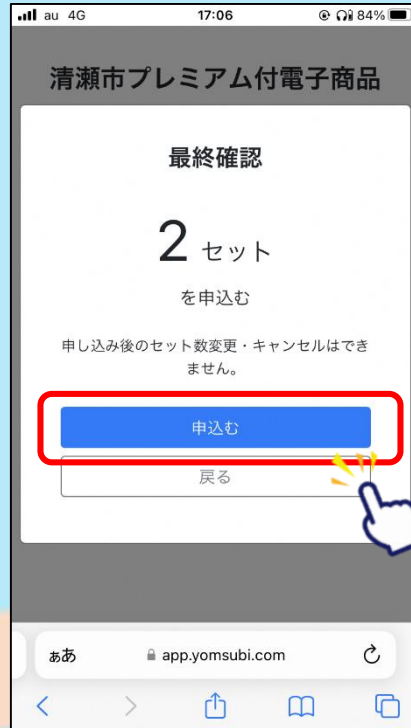 au 4G 17:06 84%
清瀬市プレミアム付電子商品
最終確認
2 セット
を申込む
申し込み後のセット数変更・キャンセルはでき
ません。
申込む
戻る
ぁあ app.yomsubi.com